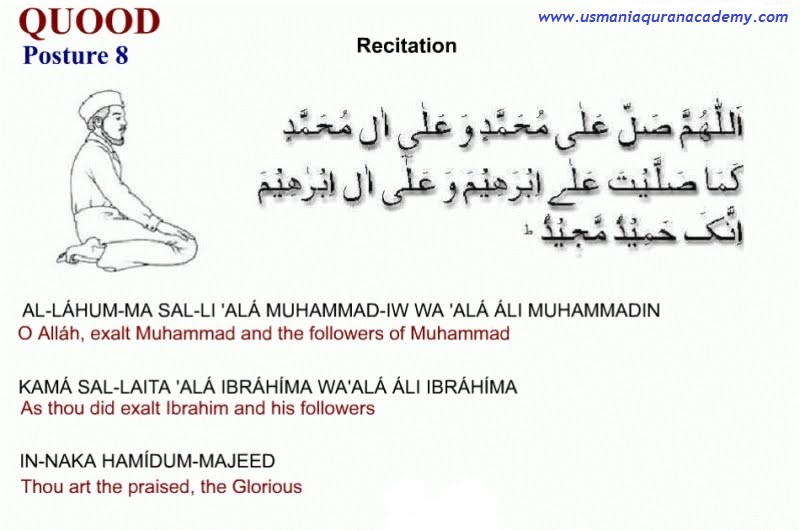 QUOOD
Posture 8
www.usmaniaquranacademy.com
Recitation
اَللّٰهُمَّ صَلِّ عَلٰى مُحَمَّدٍ وَّ عَلٰى اٰلِ مُحَمَّدٍ
كَمَا صَلَّيْتَ عَلٰے اِبْرٰهِيْمَ وَ عَلٰٓى اٰلِ اِبْرٰهِيْمَ
اِنَّکَ حَمِيْدٌ مَّجِيْدٌ ؕ
AL-LÁHUM-MA SAL-LI 'ALÁ MUHAMMAD-IW WA 'ALÁ ÁLI MUHAMMADIN
O Alláh, exalt Muhammad and the followers of Muhammad
KAMÁ SAL-LAITA 'ALÁ IBRÁHÍMA WA'ALÁ ÁLI IBRÁHÍMA
As thou did exalt Ibrahim and his followers
IN-NAKA HAMÍDUM-MAJEED
Thou art the praised, the Glorious